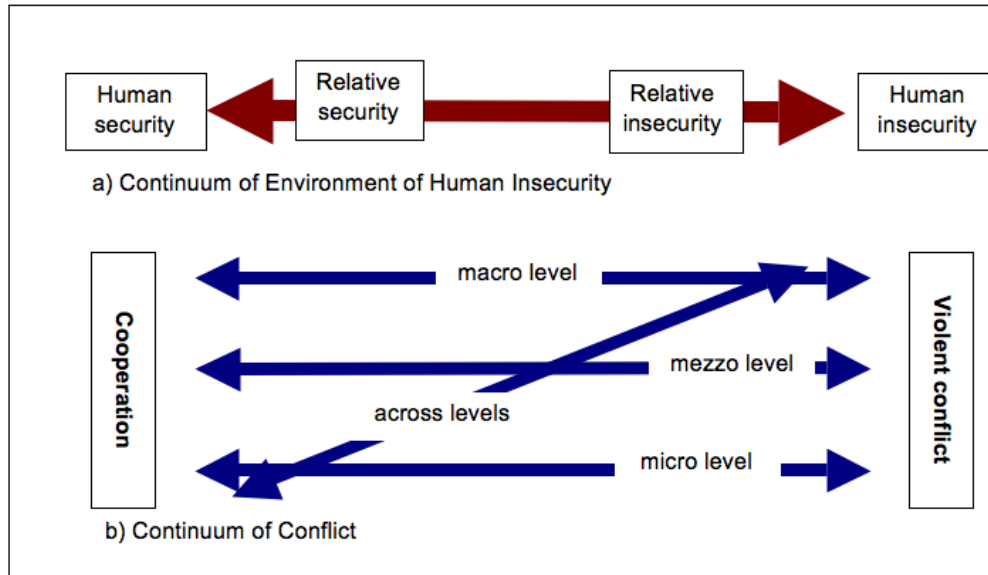 Human
security
Relative
security
Relative
insecurity
Human
insecurity
a) Continuum of Environment of Human Insecurity
Cooperation
macro level
mezzo level
across levels
micro level
Violent conflict
b) Continuum of Conflict